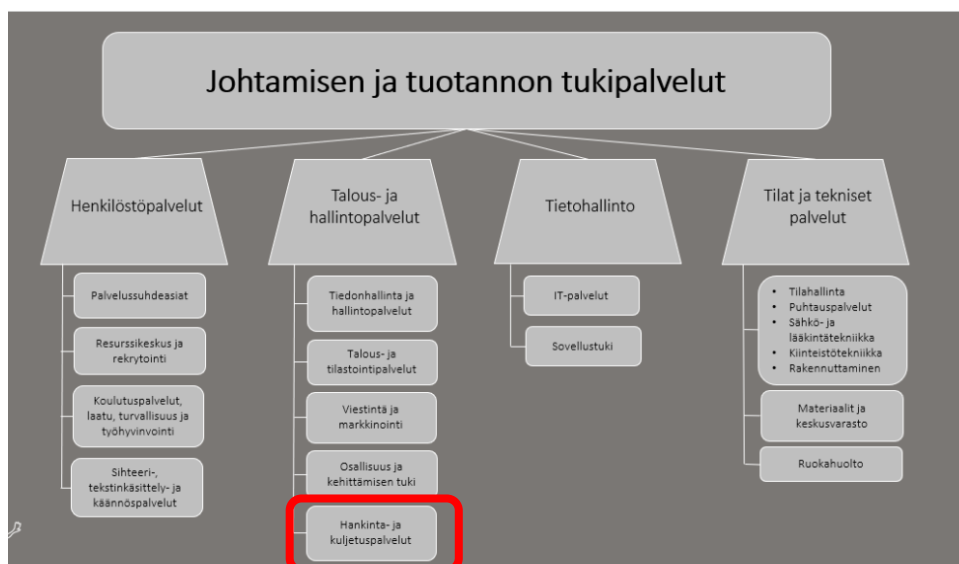 Johtamisen ja tuotannon tukipalvelut
Henkilöstöpalvelut
Palvelussuhdeasiat
Resurssikeskus ja
rekrytointi
Koulutuspalvelut,
laatu, turvallisuus ja
työhyvinvointi
Sihteeri-,
tekstinkäsittely- ja
käännöspalvelut
Talous- ja
hallintopalvelut
Tiedonhallinta ja
hallintopalvelut
Talous- ja
tilastointipalvelut
Viestintä ja
markkinointi
Osallisuus ja
kehittämisen tuki
Hankinta- ja
kuljetuspalvelut
Tietohallinto
IT-palvelut
Sovellustuki
Tilat ja tekniset
palvelut
• Tilahallinta
• Puhtauspalvelut
• Sähkö- ja
lääkintätekniikka
• Kiinteistötekniikka
• Rakennuttaminen
Materiaalit ja
keskusvarasto
Ruokahuolto